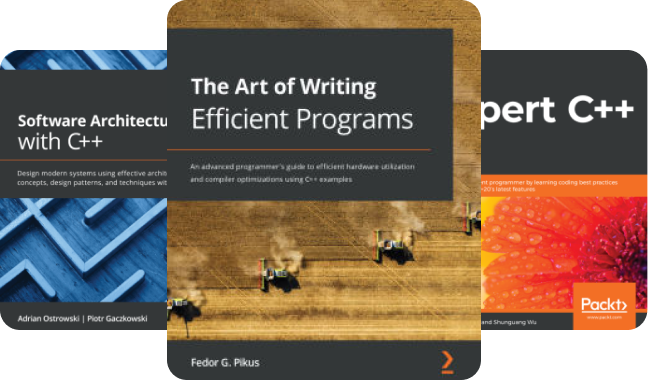 Software Architectu
with C++
Design modern systems using effective archit
concepts, design patterns, and techniques wit
Adrian Ostrowski | Piotr Gaczkowski
The Art of Writing
Efficient Programs
An advanced programmer's guide to efficient hardware utilization
and compiler optimizations using C++ examples
Fedor G. Pikus
pert C++
nt programmer by learning coding best practices
+20's latest features
Packt>
www.packt.com
and Shunguang Wu